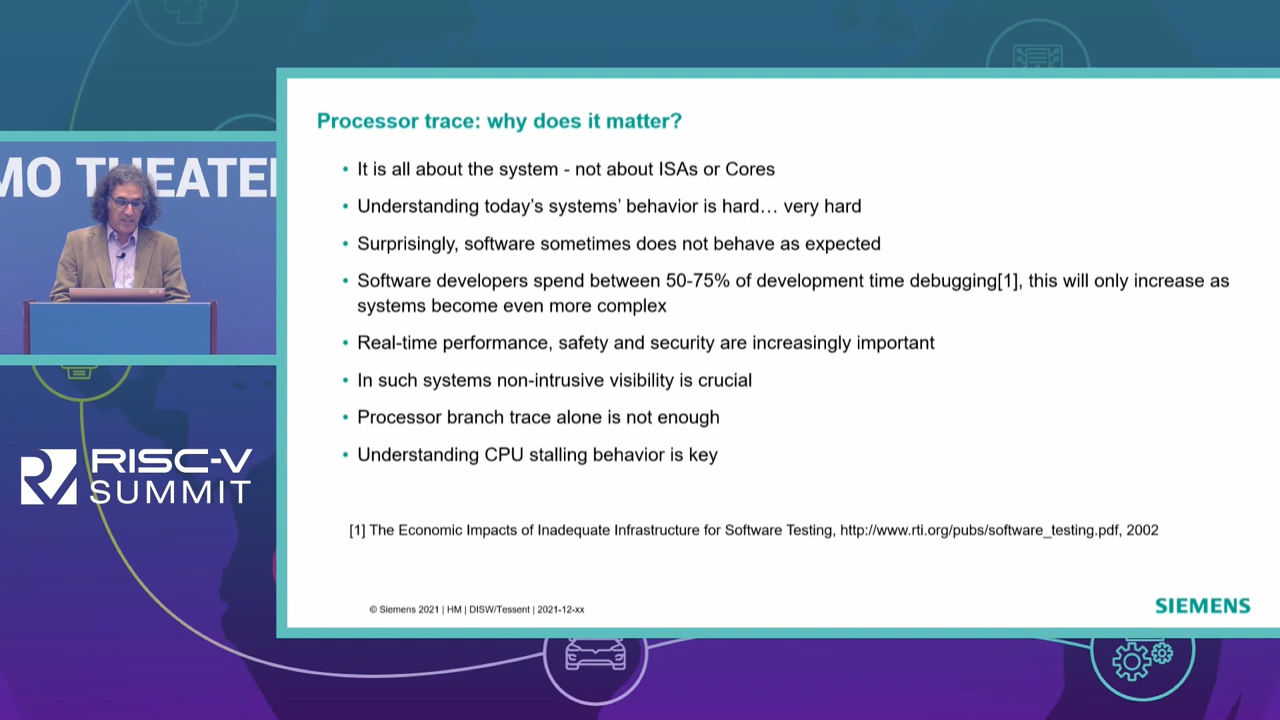 MO THEATER
RISC-V
SUMMIT
Processor trace: why does it matter?
• It is all about the system - not about ISAs or Cores
• Understanding today's systems' behavior is hard… very hard
• Surprisingly, software sometimes does not behave as expected
• Software developers spend between 50-75% of development time debugging[1], this will only increase as
systems become even more complex
• Real-time performance, safety and security are increasingly important
• In such systems non-intrusive visibility is crucial
• Processor branch trace alone is not enough
• Understanding CPU stalling behavior is key
[1] The Economic Impacts of Inadequate Infrastructure for Software Testing, http://www.rti.org/pubs/software_testing.pdf, 2002
© Siemens 2021 | HM | DISW/Tessent | 2021-12-xx
SIEMENS